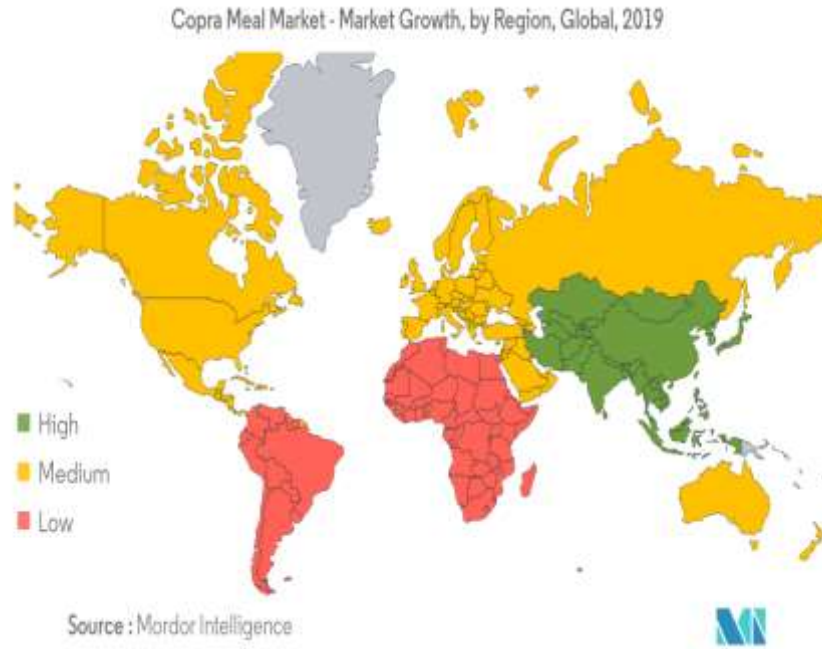 Copra Meal Market - Market Growth, by Region, Global, 2019
High
Medium
Low
Source : Mordor Intelligence